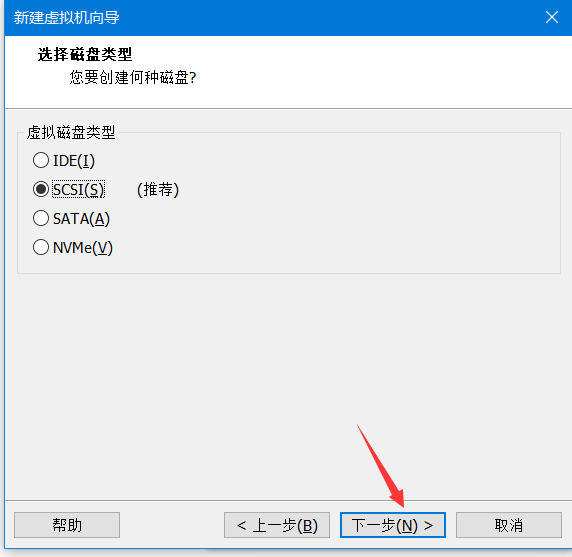 新建虚拟机向导
选择磁盘类型
您要创建何种磁盘?
虚拟磁盘类型
IDE(I)
SCSI(S) (推荐)
SATA(A)
NVMe(V)
帮助 < 上一步(B) 下一步(N) > 取消